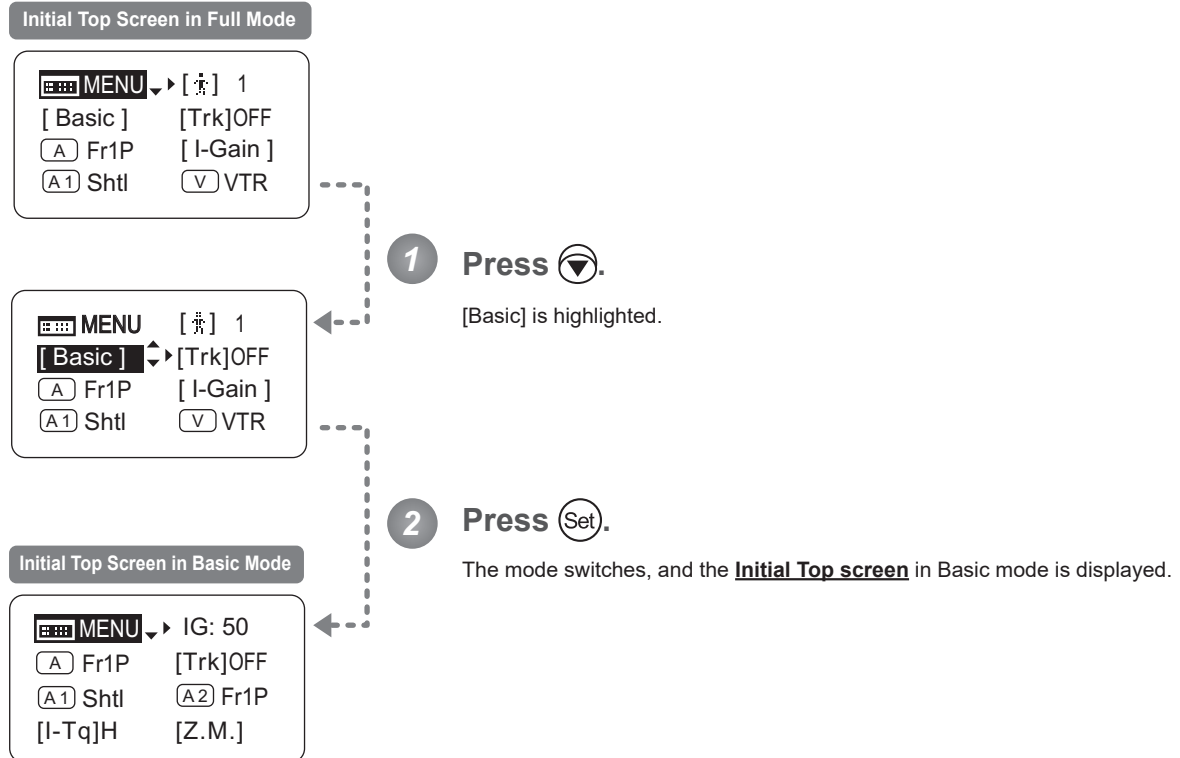 Initial Top Screen in Full Mode
MENU [ ] 1
[ Basic ] [Trk]OFF
A Fr1P [ I-Gain ]
A1 Shtl V VTR
1 Press .
[Basic] is highlighted.
MENU [ ] 1
[ Basic ] [Trk]OFF
A Fr1P [ I-Gain ]
A1 Shtl V VTR
2 Press Set.
The mode switches, and the Initial Top screen in Basic mode is displayed.
Initial Top Screen in Basic Mode
MENU IG: 50
A Fr1P [Trk]OFF
A1 Shtl A2 Fr1P
[I-Tq]H [Z.M.]